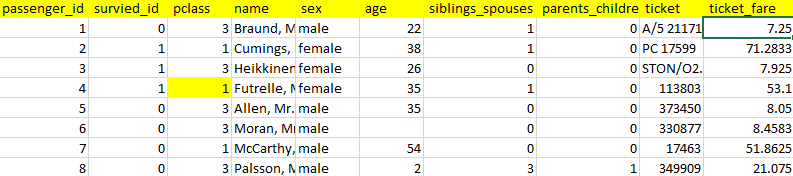 passenger_id survied_id pclass name sex age siblings_spouses parents_childre ticket ticket_fare
1 0 3 Braund, M male 22 1 0 A/5 21171 7.25
2 1 1 Cumings, female 38 1 0 PC 17599 71.2833
3 1 3 Heikkinen female 26 0 0 STON/O2. 7.925
4 1 1 Futrelle, M female 35 1 0 113803 53.1
5 0 3 Allen, Mr. male 35 0 0 373450 8.05
6 0 3 Moran, Mr male 0 0 330877 8.4583
7 0 1 McCarthy, male 54 0 0 17463 51.8625
8 0 3 Palsson, M male 2 3 1 349909 21.075